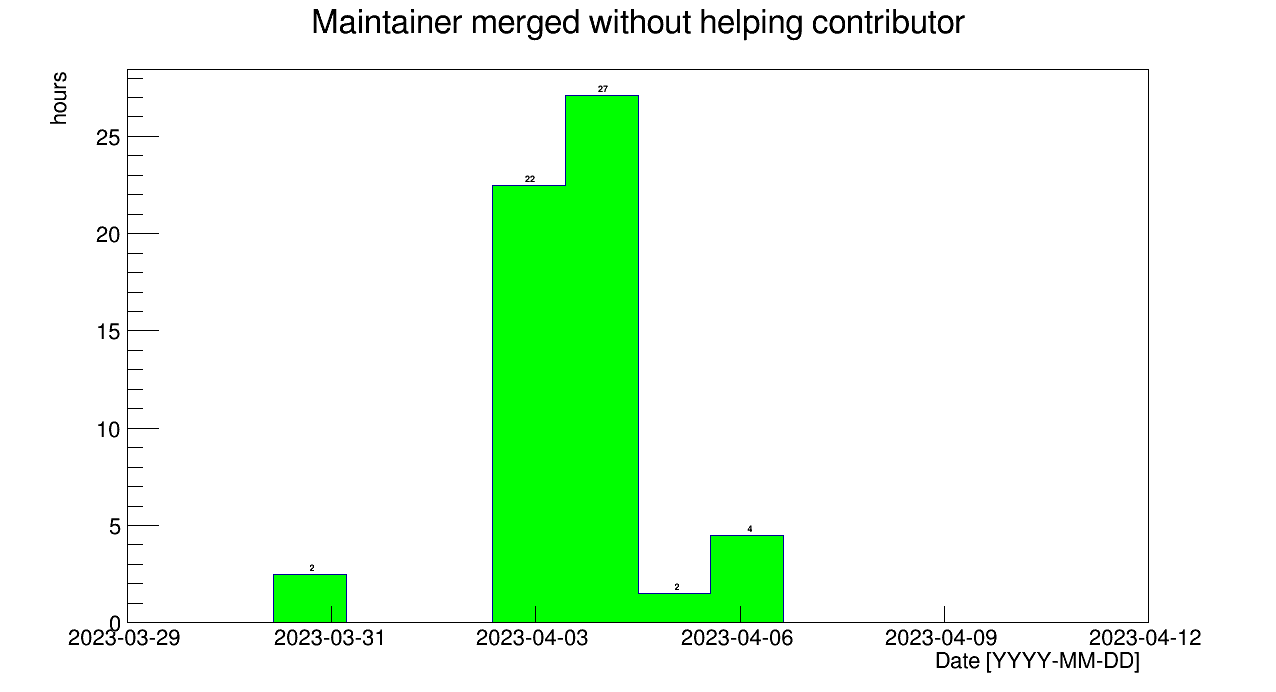 Maintainer merged without helping contributor
hours
27
25
22
20
15
10
5
4
2
2
0
2023-03-29 2023-03-31 2023-04-03 2023-04-06 2023-04-09 2023-04-12
Date [YYYY-MM-DD]